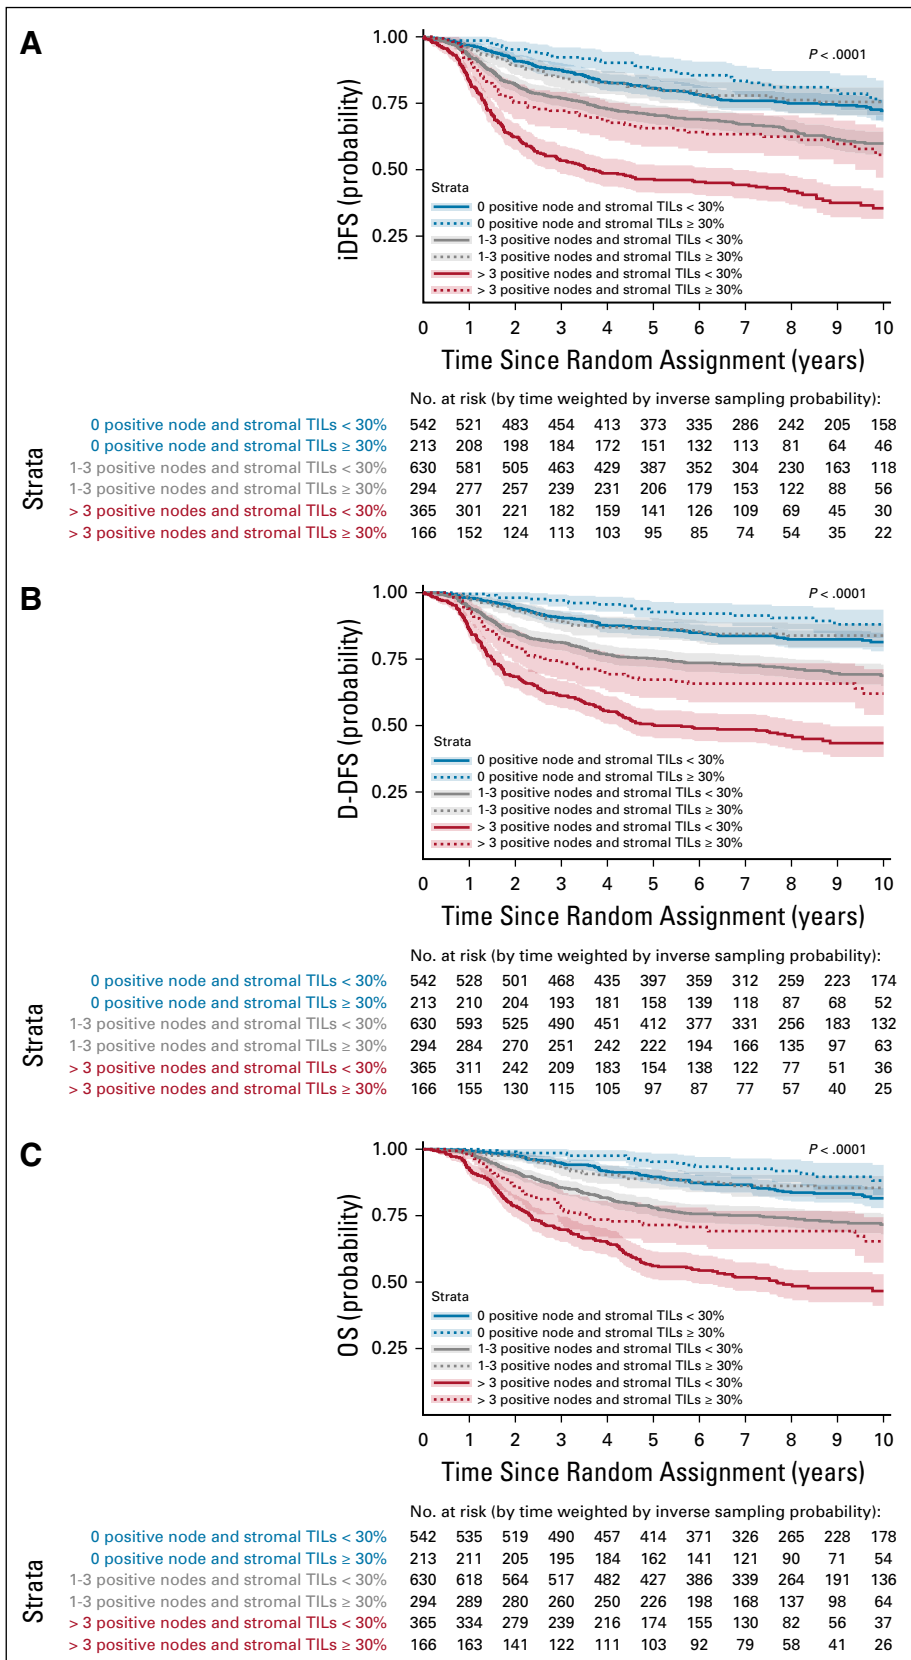 A
1.00
0.75
0.50
0.25
iDFS (probability)
P < .0001
Strata
0 positive node and stromal TILs < 30%
0 positive node and stromal TILs ≥ 30%
1-3 positive nodes and stromal TILs < 30%
1-3 positive nodes and stromal TILs ≥ 30%
> 3 positive nodes and stromal TILs < 30%
> 3 positive nodes and stromal TILs ≥ 30%
0 1 2 3 4 5 6 7 8 9 10
Time Since Random Assignment (years)
No. at risk (by time weighted by inverse sampling probability):
Strata
0 positive node and stromal TILs < 30% 542 521 483 454 413 373 335 286 242 205 158
0 positive node and stromal TILs ≥ 30% 213 208 198 184 172 151 132 113 81 64 46
1-3 positive nodes and stromal TILs < 30% 630 581 505 463 429 387 352 304 230 163 118
1-3 positive nodes and stromal TILs ≥ 30% 294 277 257 239 231 206 179 153 122 88 56
> 3 positive nodes and stromal TILs < 30% 365 301 221 182 159 141 126 109 69 45 30
> 3 positive nodes and stromal TILs ≥ 30% 166 152 124 113 103 95 85 74 54 35 22
B
1.00
0.75
0.50
0.25
D-DFS (probability)
P < .0001
Strata
0 positive node and stromal TILs < 30%
0 positive node and stromal TILs ≥ 30%
1-3 positive nodes and stromal TILs < 30%
1-3 positive nodes and stromal TILs ≥ 30%
> 3 positive nodes and stromal TILs < 30%
> 3 positive nodes and stromal TILs ≥ 30%
0 1 2 3 4 5 6 7 8 9 10
Time Since Random Assignment (years)
No. at risk (by time weighted by inverse sampling probability):
Strata
0 positive node and stromal TILs < 30% 542 528 501 468 435 397 359 312 259 223 174
0 positive node and stromal TILs ≥ 30% 213 210 204 193 181 158 139 118 87 68 52
1-3 positive nodes and stromal TILs < 30% 630 593 525 490 451 412 377 331 256 183 132
1-3 positive nodes and stromal TILs ≥ 30% 294 284 270 251 242 222 194 166 135 97 63
> 3 positive nodes and stromal TILs < 30% 365 311 242 209 183 154 138 122 77 51 36
> 3 positive nodes and stromal TILs ≥ 30% 166 155 130 115 105 97 87 77 57 40 25
C
1.00
0.75
0.50
0.25
OS (probability)
P < .0001
Strata
0 positive node and stromal TILs < 30%
0 positive node and stromal TILs ≥ 30%
1-3 positive nodes and stromal TILs < 30%
1-3 positive nodes and stromal TILs ≥ 30%
> 3 positive nodes and stromal TILs < 30%
> 3 positive nodes and stromal TILs ≥ 30%
0 1 2 3 4 5 6 7 8 9 10
Time Since Random Assignment (years)
No. at risk (by time weighted by inverse sampling probability):
Strata
0 positive node and stromal TILs < 30% 542 535 519 490 457 414 371 326 265 228 178
0 positive node and stromal TILs ≥ 30% 213 211 205 195 184 162 141 121 90 71 54
1-3 positive nodes and stromal TILs < 30% 630 618 564 517 482 427 386 339 264 191 136
1-3 positive nodes and stromal TILs ≥ 30% 294 289 280 260 250 226 198 168 137 98 64
> 3 positive nodes and stromal TILs < 30% 365 334 279 239 216 174 155 130 82 56 37
> 3 positive nodes and stromal TILs ≥ 30% 166 163 141 122 111 103 92 79 58 41 26